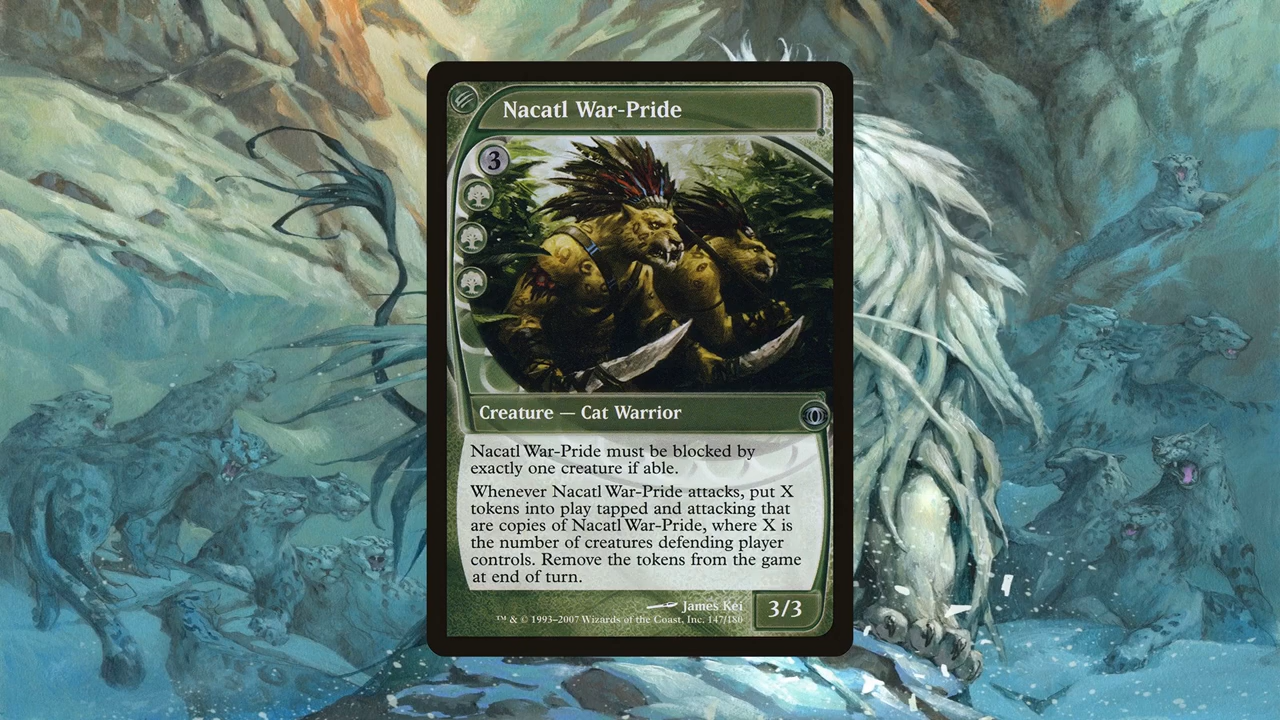 Nacatl War-Pride
3
Creature — Cat Warrior
Nacatl War-Pride must be blocked by
exactly one creature if able.
Whenever Nacatl War-Pride attacks, put X
tokens into play tapped and attacking that
are copies of Nacatl War-Pride, where X is
the number of creatures defending player
controls. Remove the tokens from the game
at end of turn.
James Kei
3/3
™ & © 1993–2007 Wizards of the Coast, Inc. 147/180